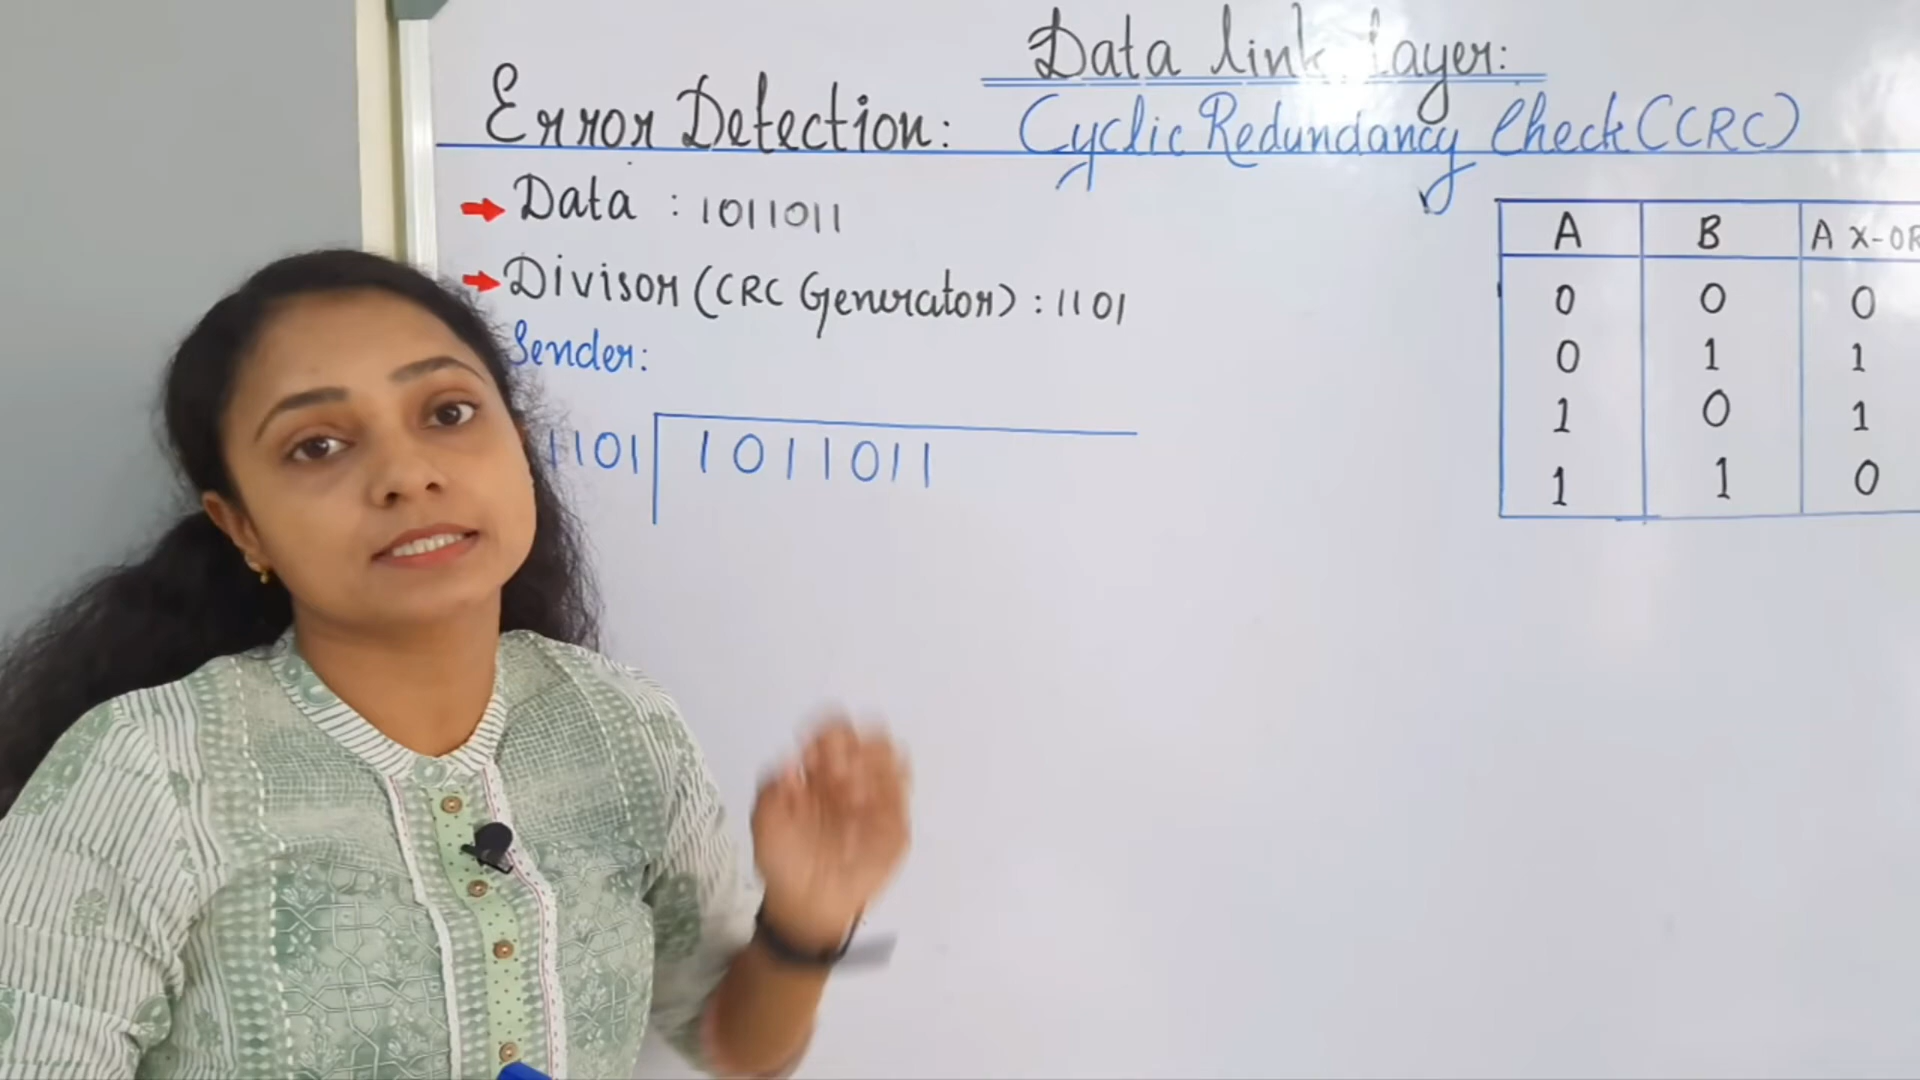 Data Link Layer:
Error Detection: Cyclic Redundancy Check (CRC)
Data : 1011011
Divisor (CRC Generator) : 1101
Sender:
1101 1011011
A B A X-OR
0 0 0
0 1 1
1 0 1
1 1 0